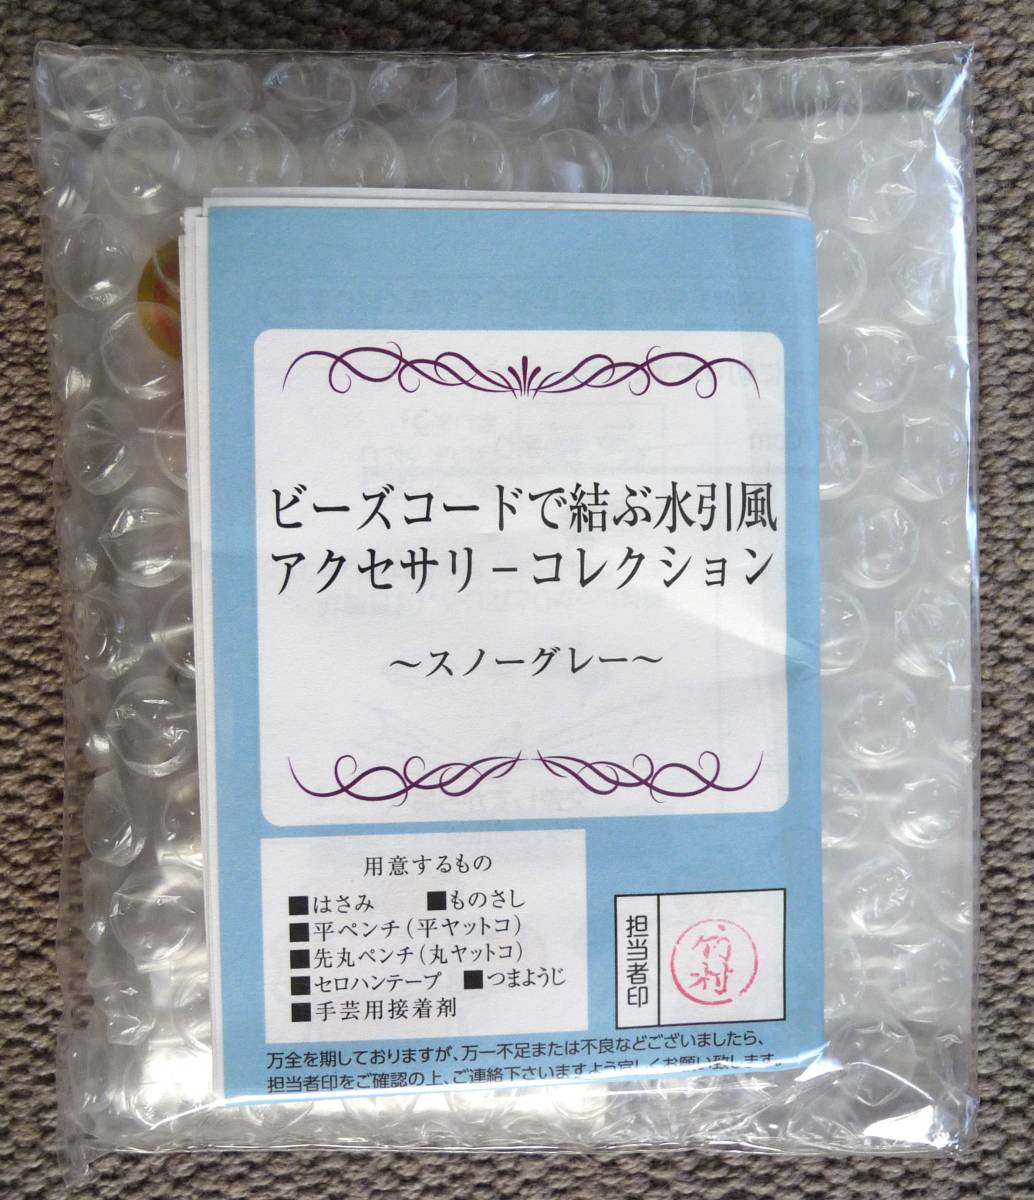 ビーズコードで結ぶ水引風
アクセサリーコレクション
～スノーグレー～
用意するもの
■はさみ ■ものさし
■平ペンチ(平ヤットコ)
■先丸ペンチ(丸ヤットコ)
■セロハンテープ ■つまようじ
■手芸用接着剤
担当者印
竹村
万全を期しておりますが、万一不足または不良などございましたら、
担当者印をご確認の上、ご連絡下さいますよう宜しくお願い致します。